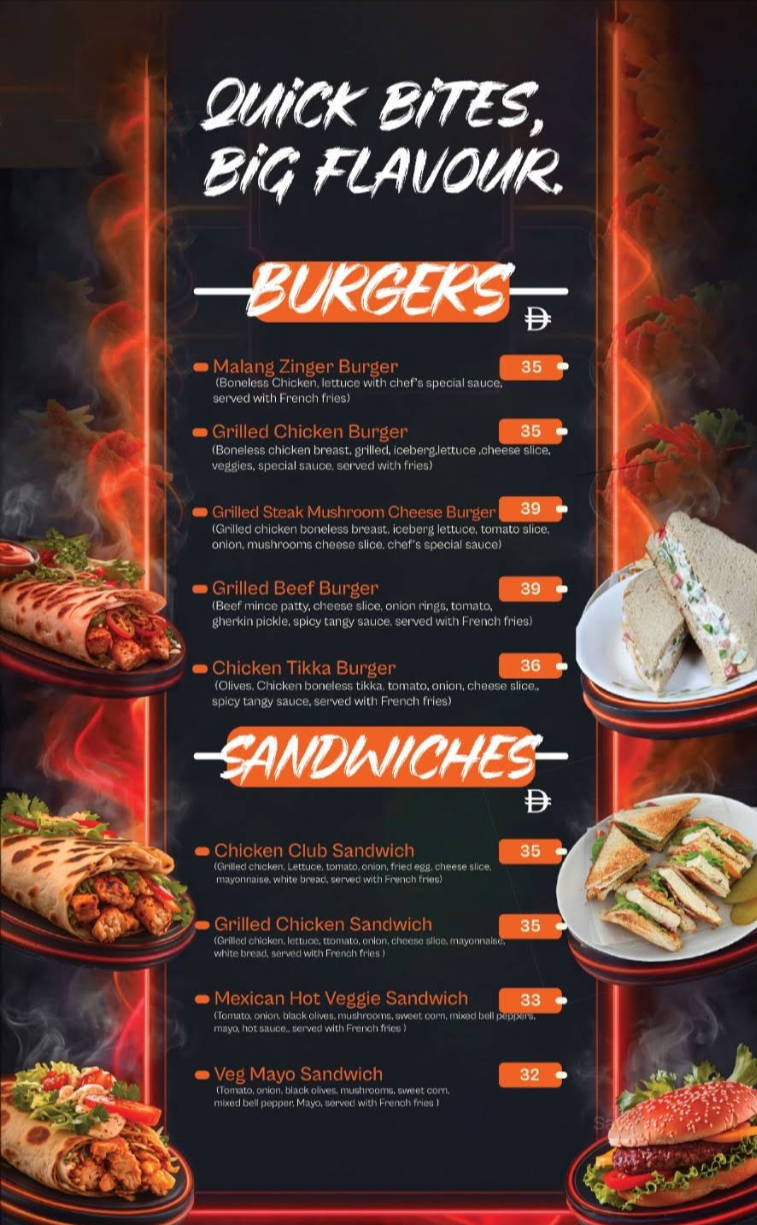 QUICK BITES,
BIG FLAVOUR.
BURGERS
Malang Zinger Burger 35
(Boneless Chicken, lettuce with chef's special sauce,
served with French fries)
Grilled Chicken Burger 35
(Boneless chicken breast, grilled, iceberg,lettuce ,cheese slice,
veggies, special sauce, served with fries)
Grilled Steak Mushroom Cheese Burger 39
(Grilled chicken boneless breast, iceberg lettuce, tomato slice,
onion, mushrooms cheese slice, chef's special sauce)
Grilled Beef Burger 39
(Beef mince patty, cheese slice, onion rings, tomato,
gherkin pickle, spicy tangy sauce, served with French fries)
Chicken Tikka Burger 36
(Olives, Chicken boneless tikka, tomato, onion, cheese slice,,
spicy tangy sauce, served with French fries)
SANDWICHES
Chicken Club Sandwich 35
(Grilled chicken, Lettuce, tomato, onion, fried egg, cheese slice,
mayonnaise, white bread, served with French fries)
Grilled Chicken Sandwich 35
(Grilled chicken, lettuce, ttomato, onion, cheese slice, mayonnaise,
white bread, served with French fries )
Mexican Hot Veggie Sandwich 33
(Tomato, onion, black olives, mushrooms, sweet corn, mixed bell peppers,
mayo, hot sauce,, served with French fries )
Veg Mayo Sandwich 32
(Tomato, onion, black olives, mushrooms, sweet corn,
mixed bell pepper, Mayo, served with French fries )